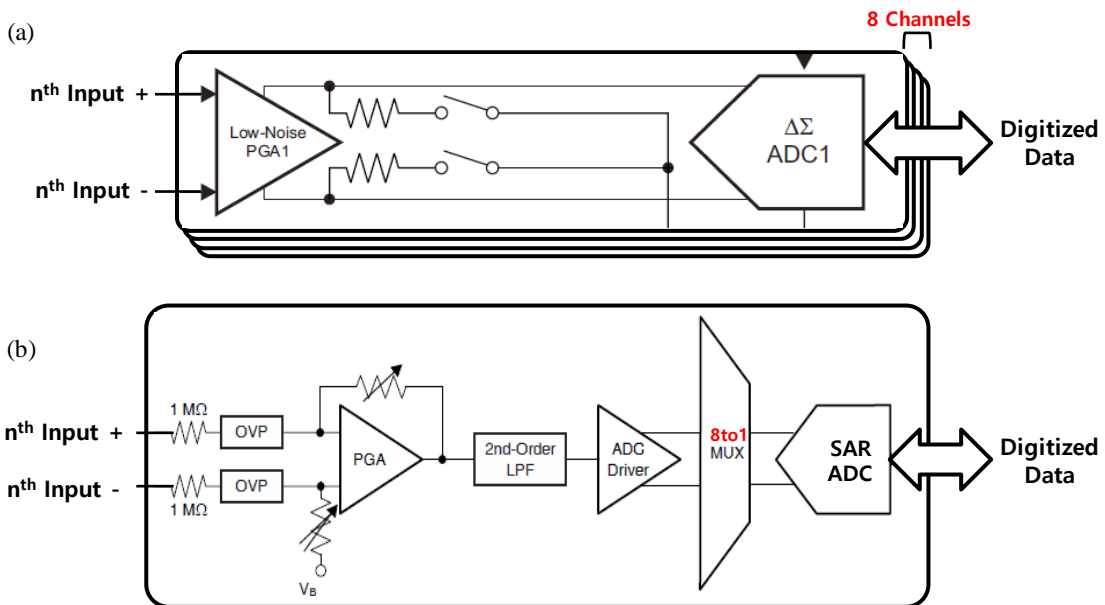 (a)
8 Channels
nth Input +
nth Input -
Low-Noise
PGA1
ΔΣ
ADC1
Digitized
Data
(b)
nth Input +
nth Input -
1 MΩ
OVP
1 MΩ
OVP
PGA
VB
2nd-Order
LPF
ADC
Driver
8to1
MUX
SAR
ADC
Digitized
Data